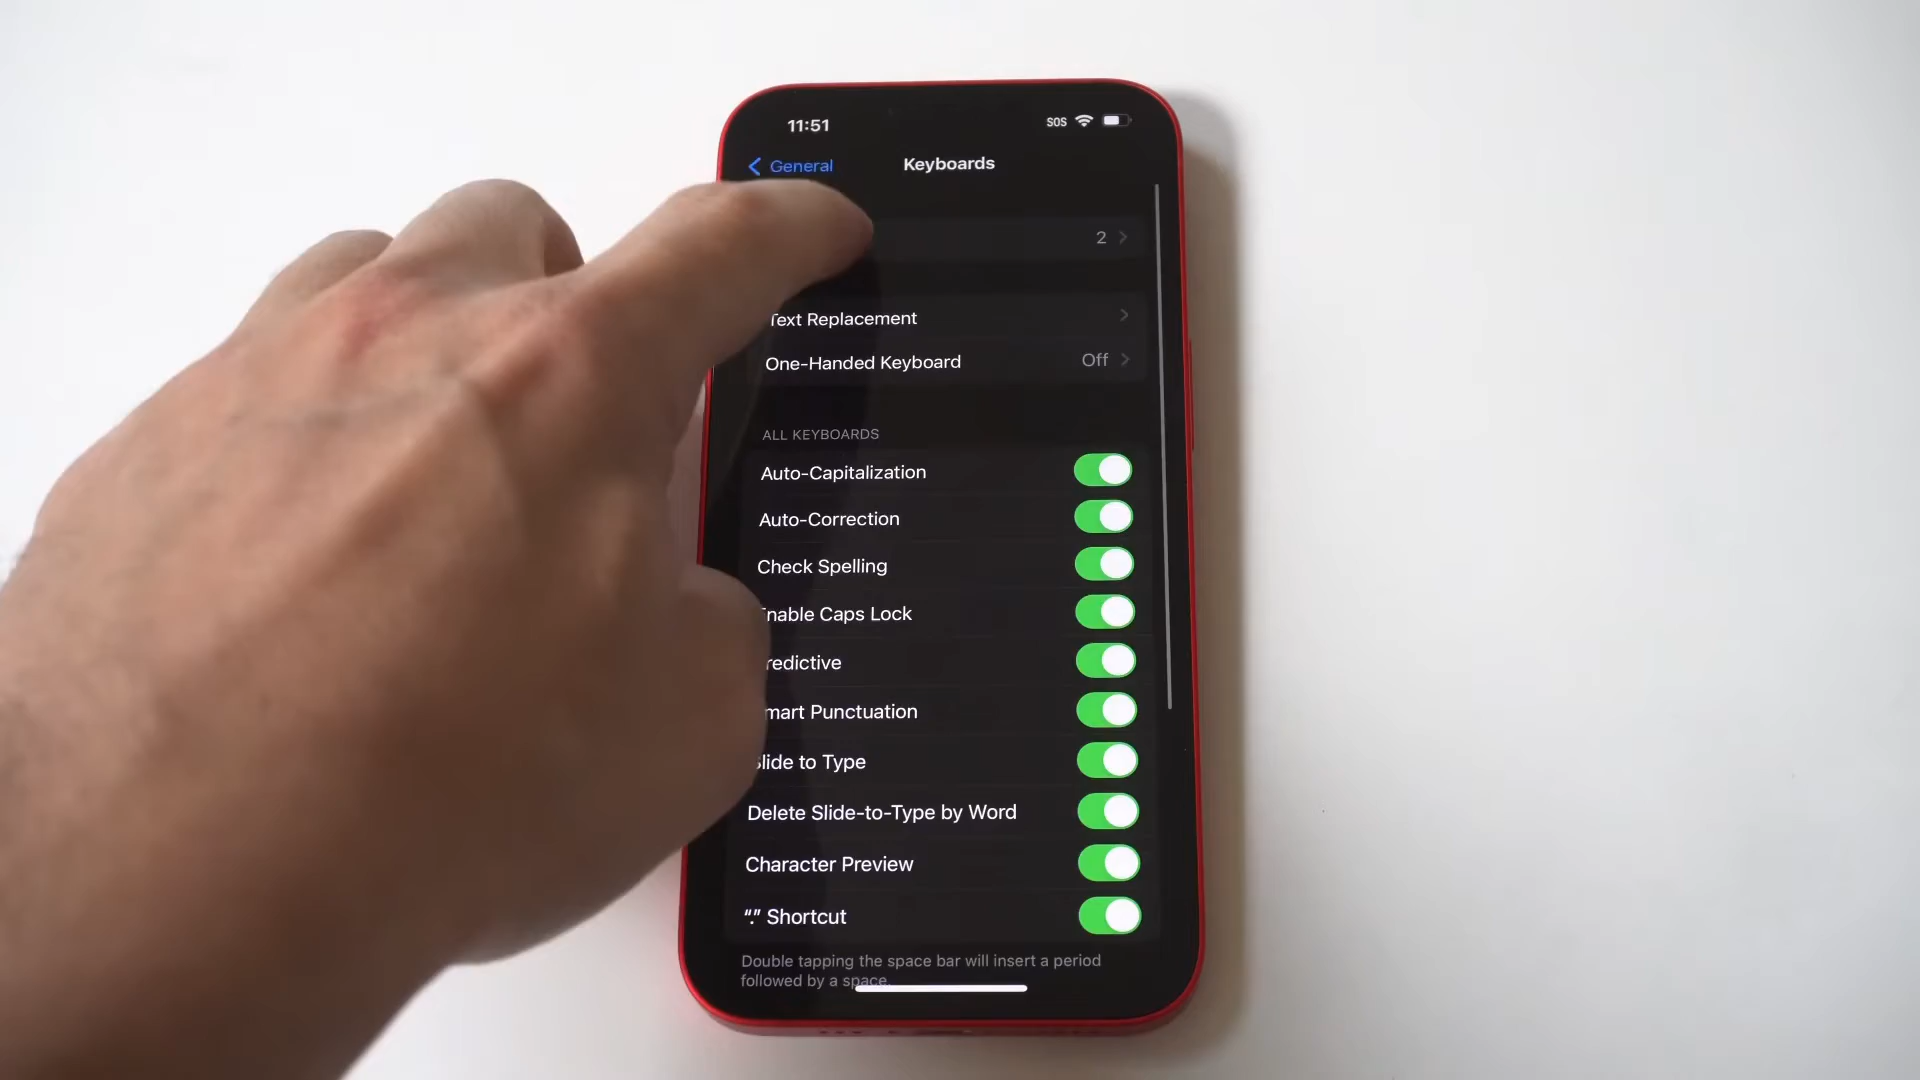 11:51 SOS
General Keyboards
2
Text Replacement
One-Handed Keyboard Off
ALL KEYBOARDS
Auto-Capitalization
Auto-Correction
Check Spelling
Enable Caps Lock
redictive
mart Punctuation
lide to Type
Delete Slide-to-Type by Word
Character Preview
“.” Shortcut
Double tapping the space bar will insert a period
followed by a space.